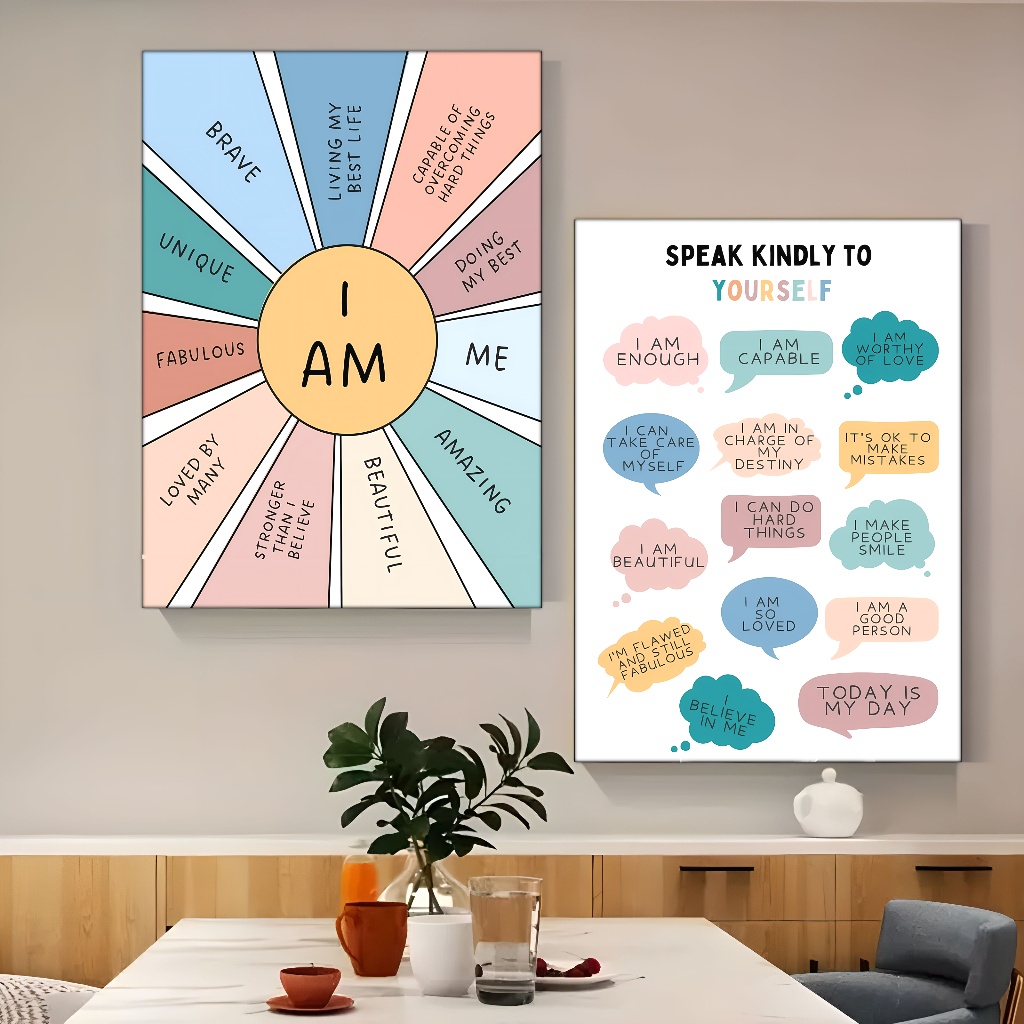 I
AM
BRAVE
LIVING MY
BEST LIFE
CAPABLE OF
OVERCOMING
HARD THINGS
DOING
MY BEST
ME
AMAZING
BEAUTIFUL
STRONGER
THAN I
BELIEVE
LOVED BY
MANY
FABULOUS
UNIQUE
SPEAK KINDLY TO
YOURSELF
I AM
ENOUGH
I AM
CAPABLE
I AM
WORTHY
OF LOVE
I CAN
TAKE CARE
OF
MYSELF
I AM IN
CHARGE OF
MY
DESTINY
IT'S OK TO
MAKE
MISTAKES
I AM
BEAUTIFUL
I CAN DO
HARD
THINGS
I MAKE
PEOPLE
SMILE
I'M FLAWED
AND STILL
FABULOUS
I AM
SO
LOVED
I AM A
GOOD
PERSON
I
BELIEVE
IN ME
TODAY IS
MY DAY